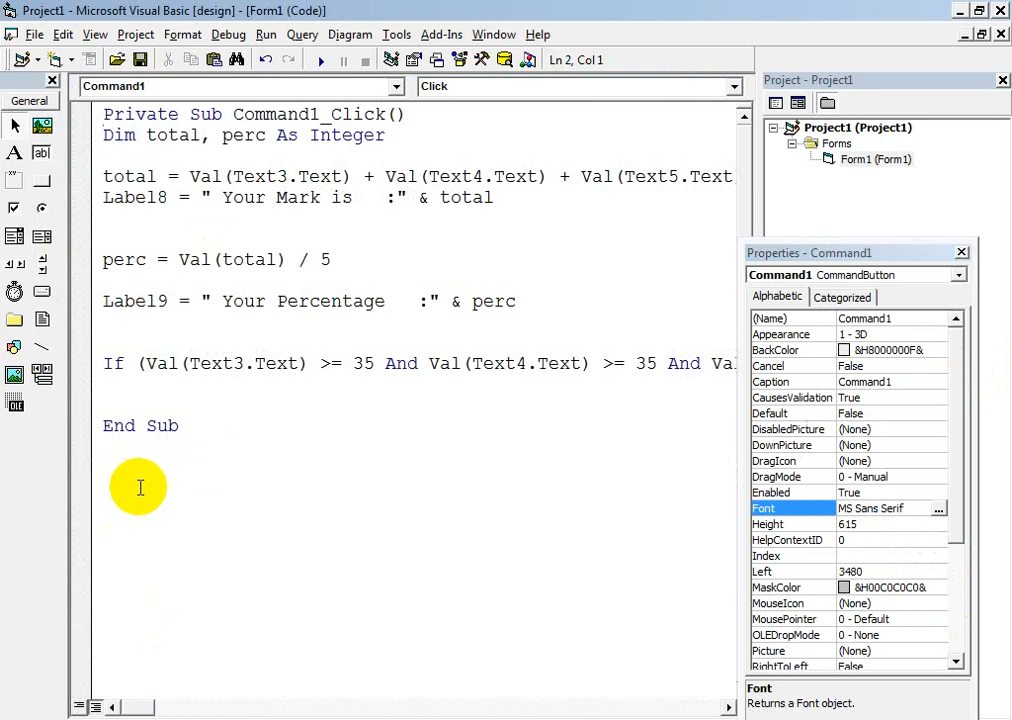 Project1 - Microsoft Visual Basic [design] - [Form1 (Code)]
File Edit View Project Format Debug Run Query Diagram Tools Add-Ins Window Help
Ln 2, Col 1
General
Command1
Click
Private Sub Command1_Click()
Dim total, perc As Integer
total = Val(Text3.Text) + Val(Text4.Text) + Val(Text5.Text
Label8 = " Your Mark is   :" & total
perc = Val(total) / 5
Label9 = " Your Percentage   :" & perc
If (Val(Text3.Text) >= 35 And Val(Text4.Text) >= 35 And Val
End Sub
A
ab|
xy
OLE
Project - Project1
Project1 (Project1)
Forms
Form1 (Form1)
Properties - Command1
Command1 CommandButton
Alphabetic Categorized
(Name) Command1
Appearance 1 - 3D
BackColor &H8000000F&
Cancel False
Caption Command1
CausesValidation True
Default False
DisabledPicture (None)
DownPicture (None)
DragIcon (None)
DragMode 0 - Manual
Enabled True
Font MS Sans Serif ...
Height 615
HelpContextID 0
Index
Left 3480
MaskColor &H00C0C0C0&
MouseIcon (None)
MousePointer 0 - Default
OLEDropMode 0 - None
Picture (None)
RightToLeft False
Font
Returns a Font object.